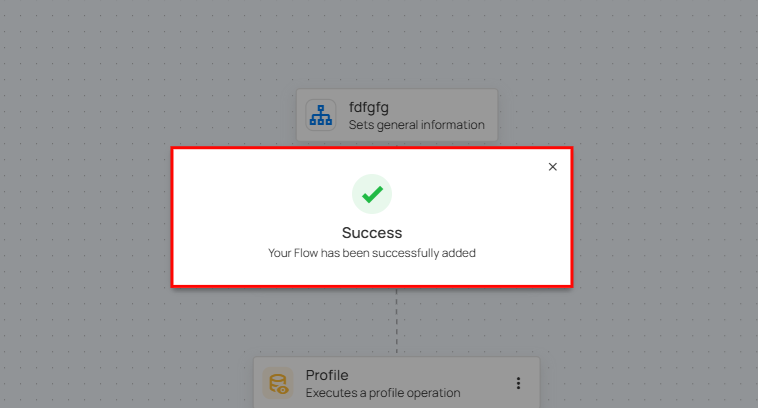 fdfgfg
Sets general information
Success
Your Flow has been successfully added
Profile
Executes a profile operation